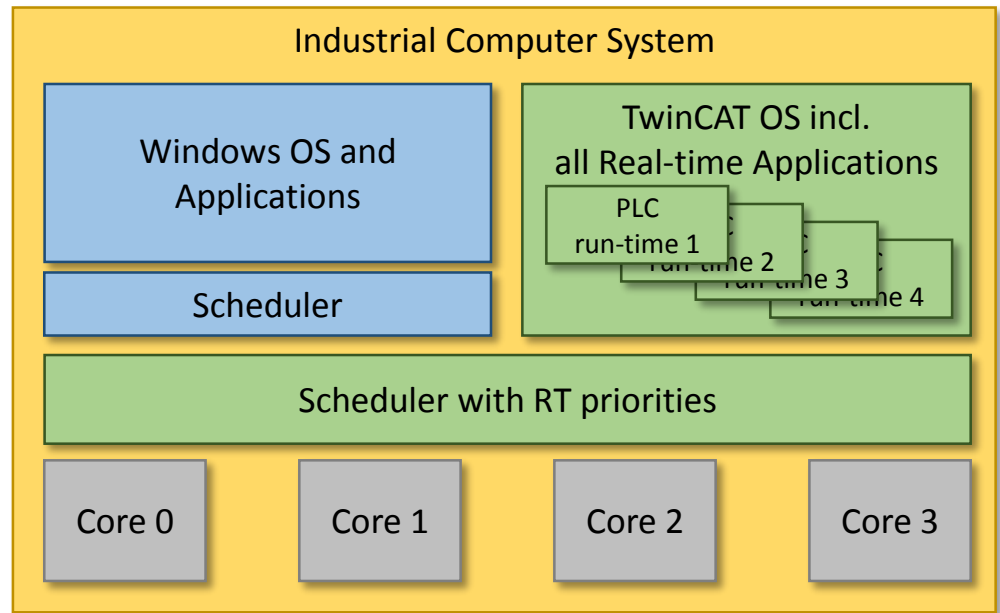 Industrial Computer System
Windows OS and
Applications
TwinCAT OS incl.
all Real-time Applications
PLC
run-time 1
C
run-time 2
C
run-time 3
C
run-time 4
Scheduler
Scheduler with RT priorities
Core 0
Core 1
Core 2
Core 3